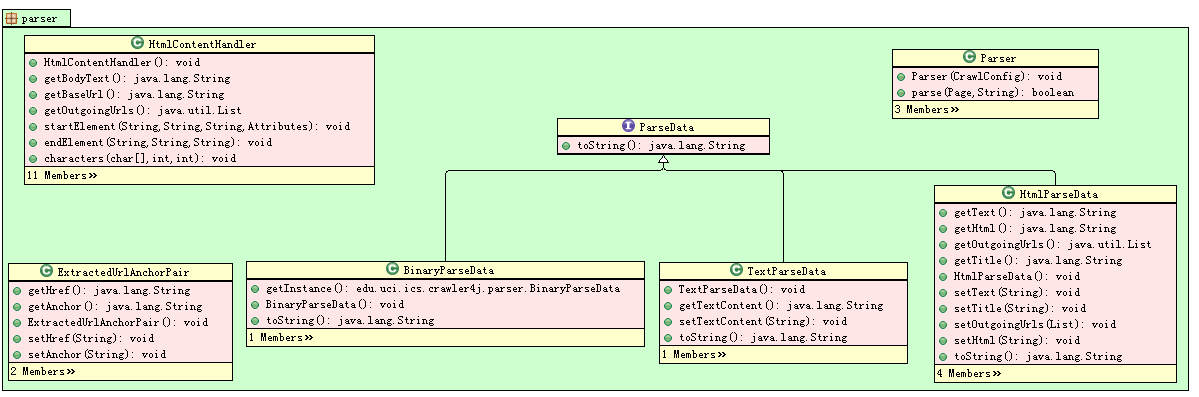 parser
HtmlContentHandler
HtmlContentHandler(): void
getBodyText(): java.lang.String
getBaseUrl(): java.lang.String
getOutgoingUrls(): java.util.List
startElement(String,String,String,Attributes): void
endElement(String,String,String): void
characters(char[],int,int): void
11 Members»
Parser
Parser(CrawlConfig): void
parse(Page,String): boolean
3 Members»
I ParseData
toString(): java.lang.String
HtmlParseData
getText(): java.lang.String
getHtml(): java.lang.String
getOutgoingUrls(): java.util.List
getTitle(): java.lang.String
HtmlParseData(): void
setText(String): void
setTitle(String): void
setOutgoingUrls(List): void
setHtml(String): void
toString(): java.lang.String
4 Members»
ExtractedUrlAnchorPair
getHref(): java.lang.String
getAnchor(): java.lang.String
ExtractedUrlAnchorPair(): void
setHref(String): void
setAnchor(String): void
2 Members»
BinaryParseData
getInstance(): edu.uci.ics.crawler4j.parser.BinaryParseData
BinaryParseData(): void
toString(): java.lang.String
1 Members»
TextParseData
TextParseData(): void
getTextContent(): java.lang.String
setTextContent(String): void
toString(): java.lang.String
1 Members»